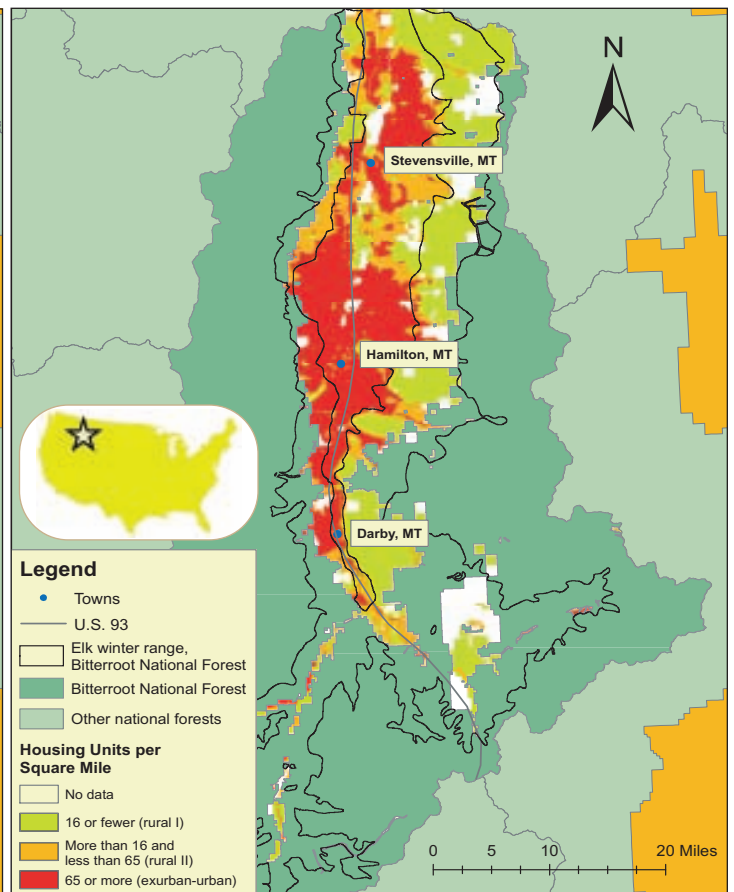 N
Stevensville, MT
Hamilton, MT
Darby, MT
Legend
Towns
U.S. 93
Elk winter range,
Bitterroot National Forest
Bitterroot National Forest
Other national forests
Housing Units per
Square Mile
No data
16 or fewer (rural I)
More than 16 and
less than 65 (rural II)
65 or more (exurban-urban)
0 5 10 20 Miles